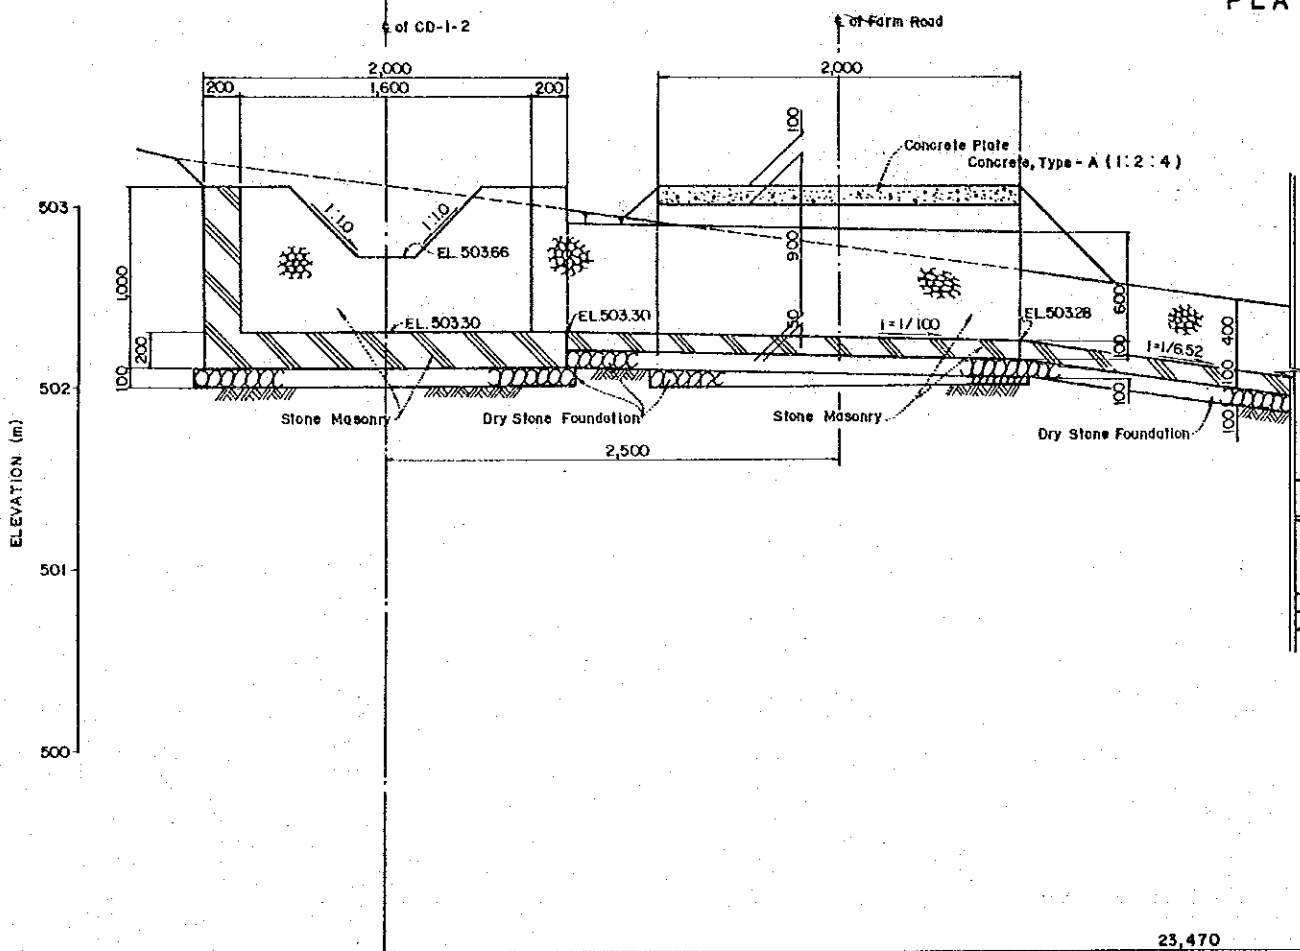 PLA
℄ of CD-1-2
℄ of Farm Road
2,000
2,000
200
1,600
200
100
Concrete Plate
Concrete, Type-A (1:2:4)
503
1:1.0
1:1.0
EL.503.66
900
1,000
600
EL.503.30
EL.503.30
50
i=1/100
EL.503.28
400
200
100
i=1/6.52
100
502
100
100
100
Stone Masonry
Dry Stone Foundation
Stone Masonry
Dry Stone Foundation
2,500
ELEVATION (m)
501
500
23,470